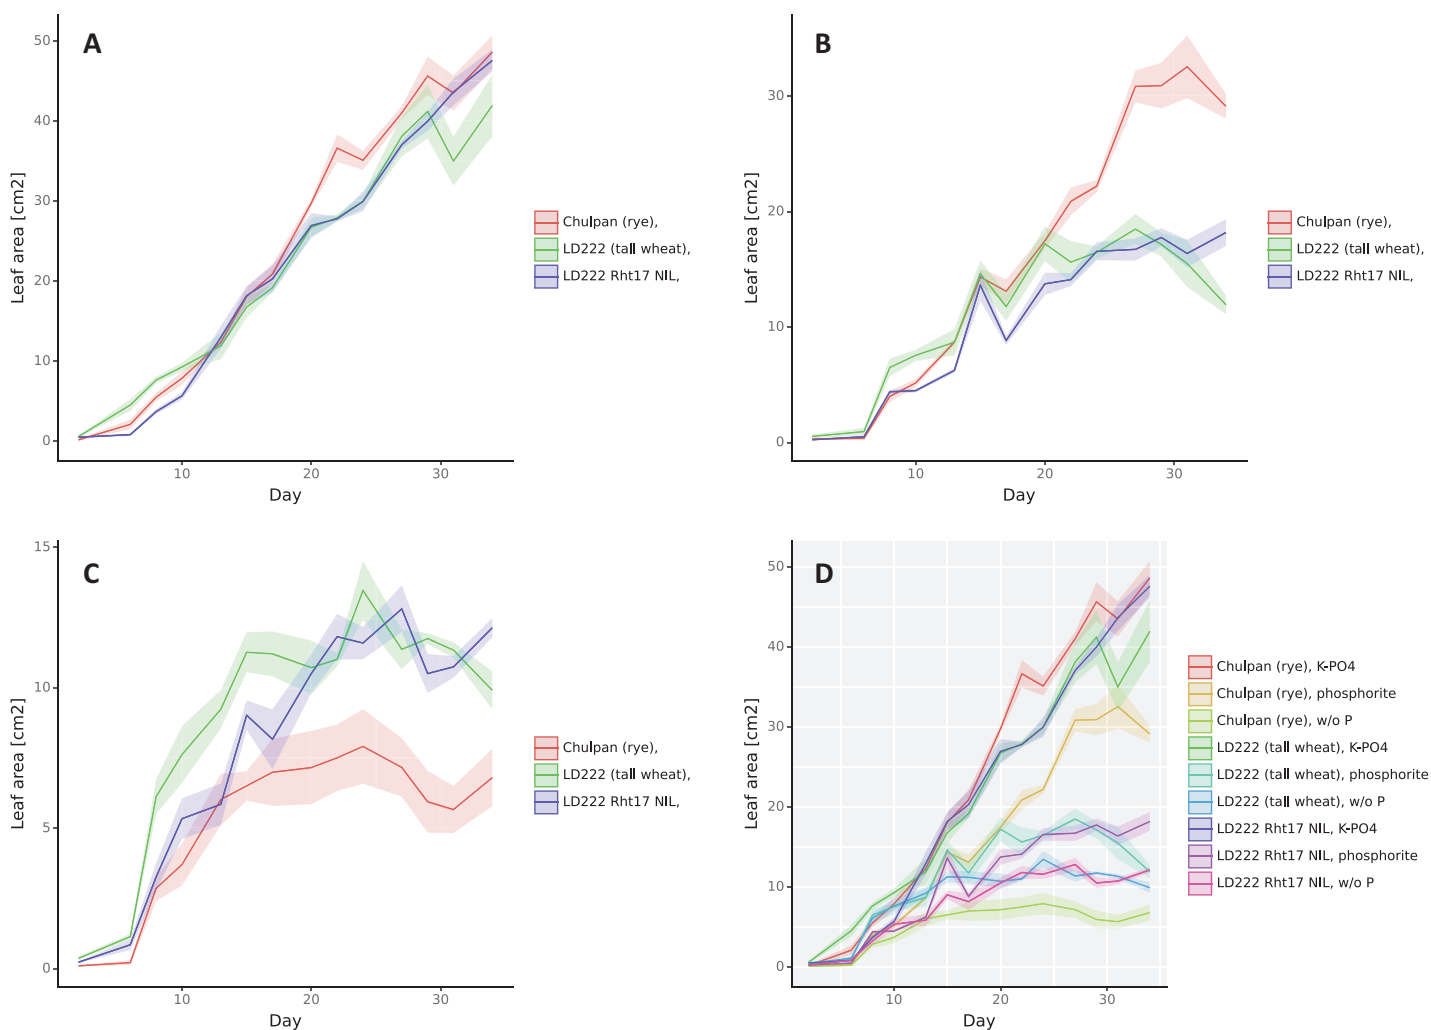 A
50
40
30
20
10
0
Leaf area [cm2]
10
20
30
Day
Chulpan (rye),
LD222 (tall wheat),
LD222 Rht17 NIL,
B
30
20
10
0
Leaf area [cm2]
10
20
30
Day
Chulpan (rye),
LD222 (tall wheat),
LD222 Rht17 NIL,
C
15
10
5
0
Leaf area [cm2]
10
20
30
Day
Chulpan (rye),
LD222 (tall wheat),
LD222 Rht17 NIL,
D
50
40
30
20
10
0
Leaf area [cm2]
10
20
30
Day
Chulpan (rye), K-PO4
Chulpan (rye), phosphorite
Chulpan (rye), w/o P
LD222 (tall wheat), K-PO4
LD222 (tall wheat), phosphorite
LD222 (tall wheat), w/o P
LD222 Rht17 NIL, K-PO4
LD222 Rht17 NIL, phosphorite
LD222 Rht17 NIL, w/o P